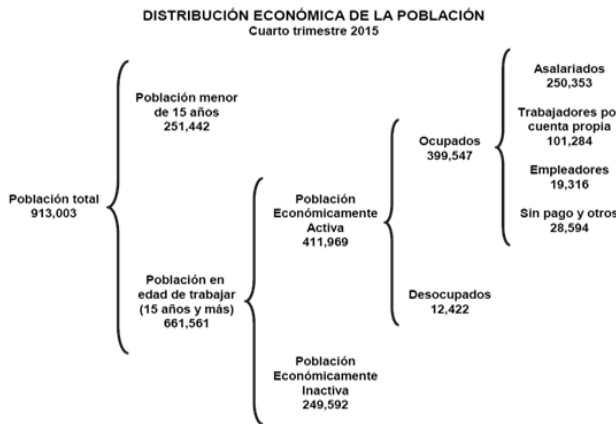 DISTRIBUCIÓN ECONÓMICA DE LA POBLACIÓN
Cuarto trimestre 2015
Población total
913,003
Población menor
de 15 años
251,442
Población en
edad de trabajar
(15 años y más)
661,561
Población
Económicamente
Activa
411,969
Población
Económicamente
Inactiva
249,592
Ocupados
399,547
Desocupados
12,422
Asalariados
250,353
Trabajadores po
cuenta propia
101,284
Empleadores
19,316
Sin pago y otros
28,594